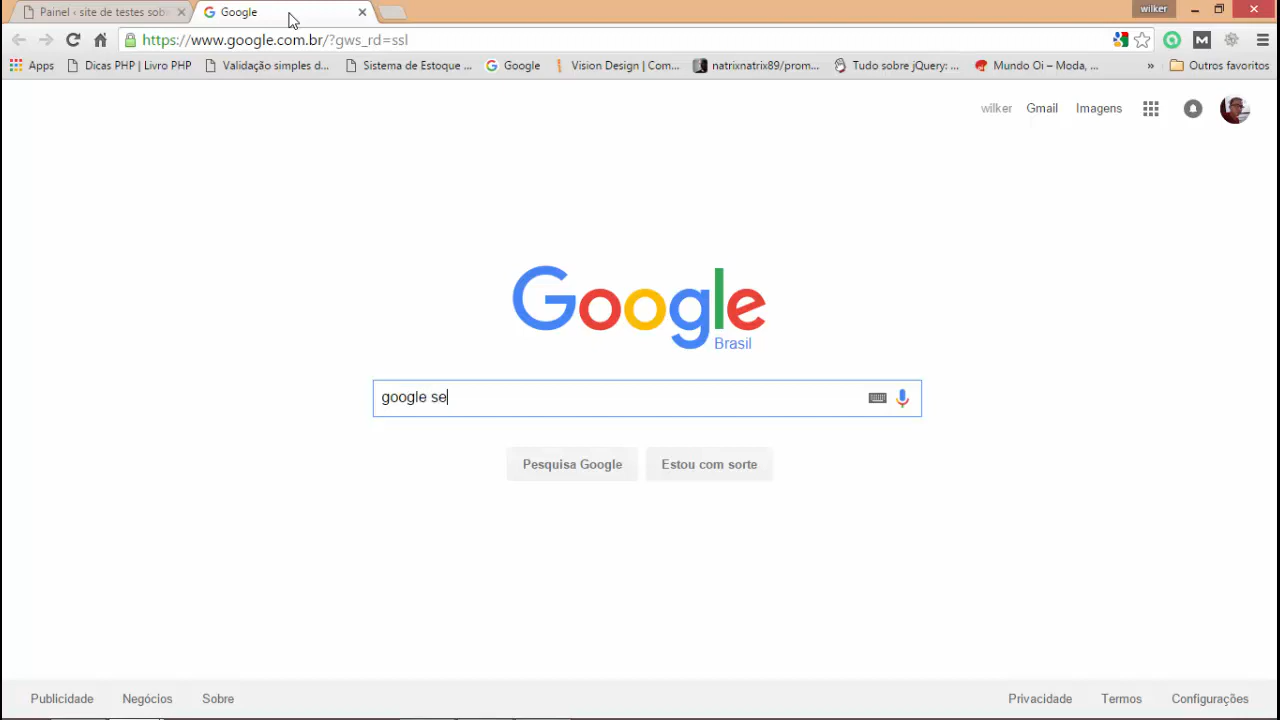 Painel ‹ site de testes sob
Google
wilker
https://www.google.com.br/?gws_rd=ssl
Apps
Dicas PHP | Livro PHP
Validação simples d...
Sistema de Estoque ...
Google
Vision Design | Com...
natrixnatrix89/prom...
Tudo sobre jQuery: ...
Mundo Oi – Moda, ...
»
Outros favoritos
wilker
Gmail
Imagens
Google
Brasil
google se
Pesquisa Google
Estou com sorte
Publicidade
Negócios
Sobre
Privacidade
Termos
Configurações